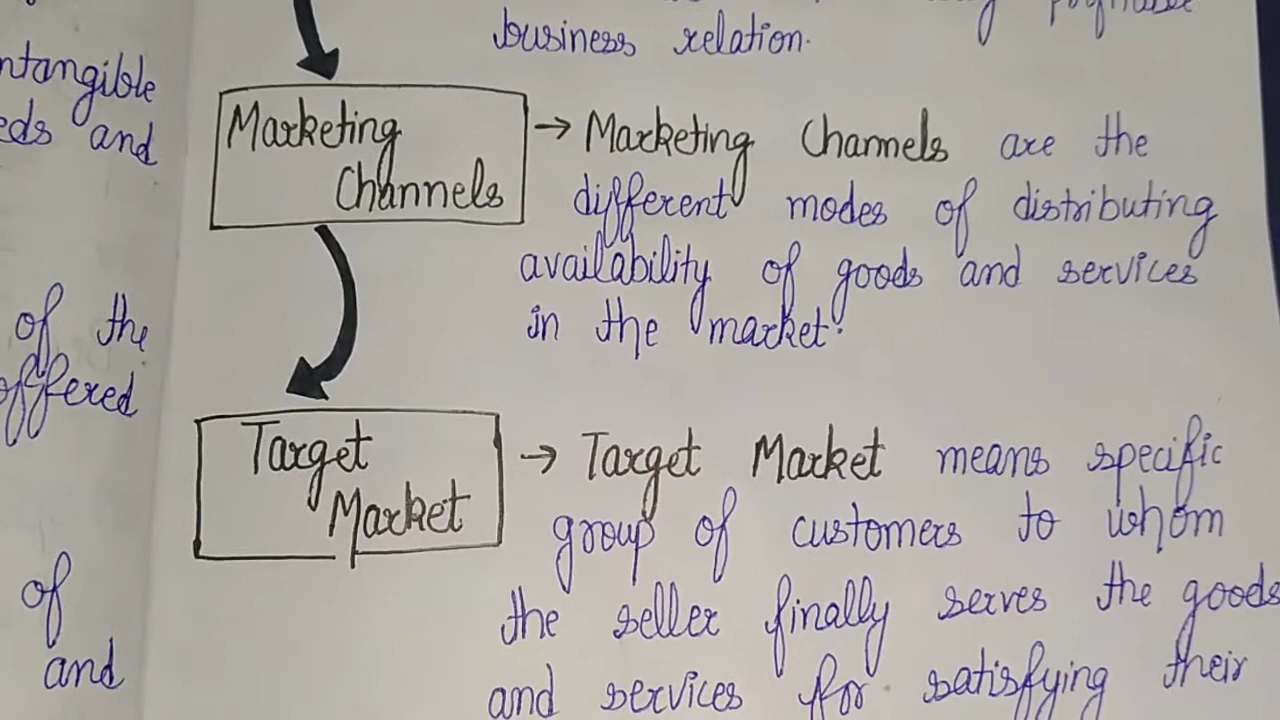 business relation.
ntangible
eds and
of the
offered
of
and
Marketing
Channels
→ Marketing Channels are the
different modes of distributing
availability of goods and services
in the market.
Target
Market
→ Target Market means specific
group of customers to whom
the seller finally serves the goods
and services for satisfying their